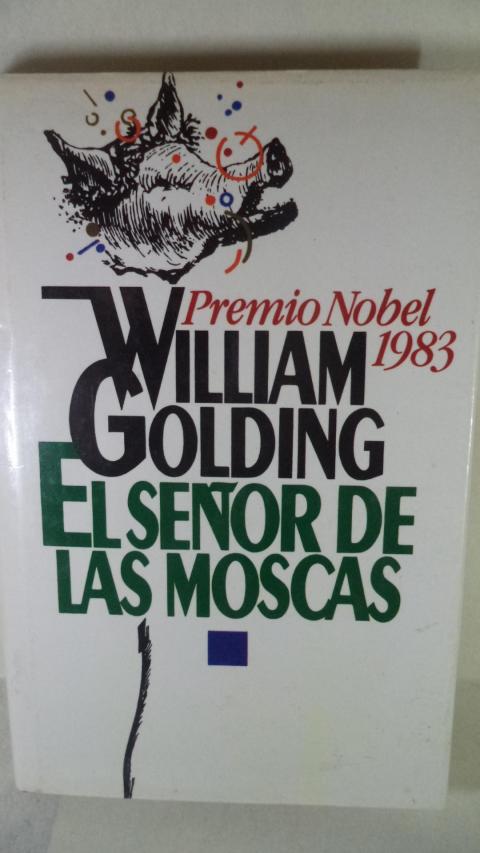 Premio Nobel
1983
WILLIAM
GOLDING
EL SEÑOR DE
LAS MOSCAS